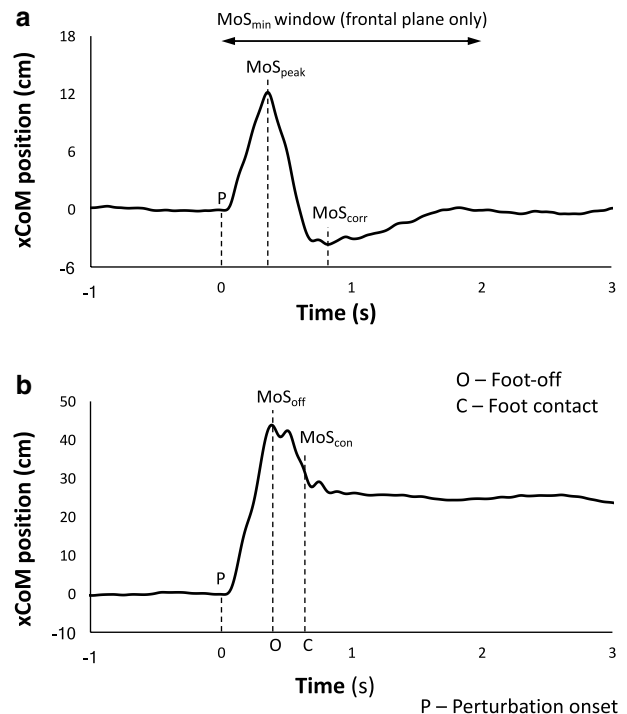 a
MoSmin window (frontal plane only)
18
12
6
0
-6
xCoM position (cm)
MoSpeak
P
MoScorr
-1
0
1
2
3
Time (s)
b
O – Foot-off
C – Foot contact
50
40
30
20
10
0
-10
xCoM position (cm)
MoSoff
MoScon
P
-1
0
O
C
1
2
3
Time (s)
P – Perturbation onset